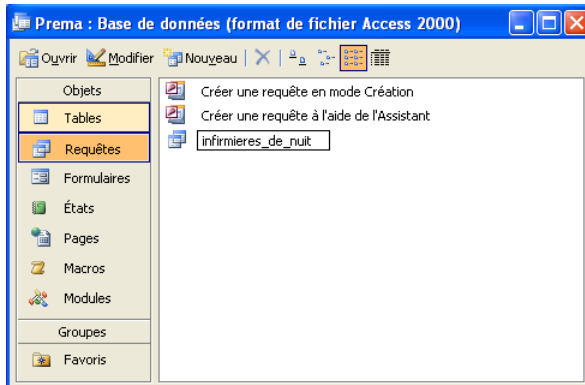 Prema : Base de données (format de fichier Access 2000)
Ouvrir Modifier Nouveau
Objets
Tables
Requêtes
Formulaires
États
Pages
Macros
Modules
Groupes
Favoris
Créer une requête en mode Création
Créer une requête à l'aide de l'Assistant
infirmieres_de_nuit